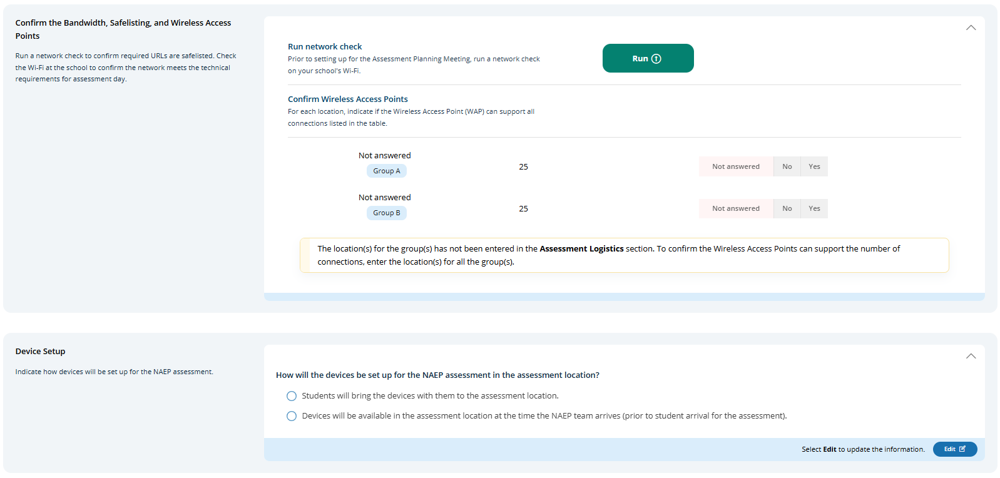 Confirm the Bandwidth, Safelisting, and Wireless Access
Points
Run a network check to confirm required URLs are safelisted. Check
the Wi-Fi at the school to confirm the network meets the technical
requirements for assessment day.
Run network check
Prior to setting up for the Assessment Planning Meeting, run a network check
on your school's Wi-Fi.
Run
Confirm Wireless Access Points
For each location, indicate if the Wireless Access Point (WAP) can support all
connections listed in the table.
Not answered
Group A
25
Not answered No Yes
Not answered
Group B
25
Not answered No Yes
The location(s) for the group(s) has not been entered in the Assessment Logistics section. To confirm the Wireless Access Points can support the number of
connections, enter the location(s) for all the group(s).
Device Setup
Indicate how devices will be set up for the NAEP assessment.
How will the devices be set up for the NAEP assessment in the assessment location?
Students will bring the devices with them to the assessment location.
Devices will be available in the assessment location at the time the NAEP team arrives (prior to student arrival for the assessment).
Select Edit to update the information.
Edit